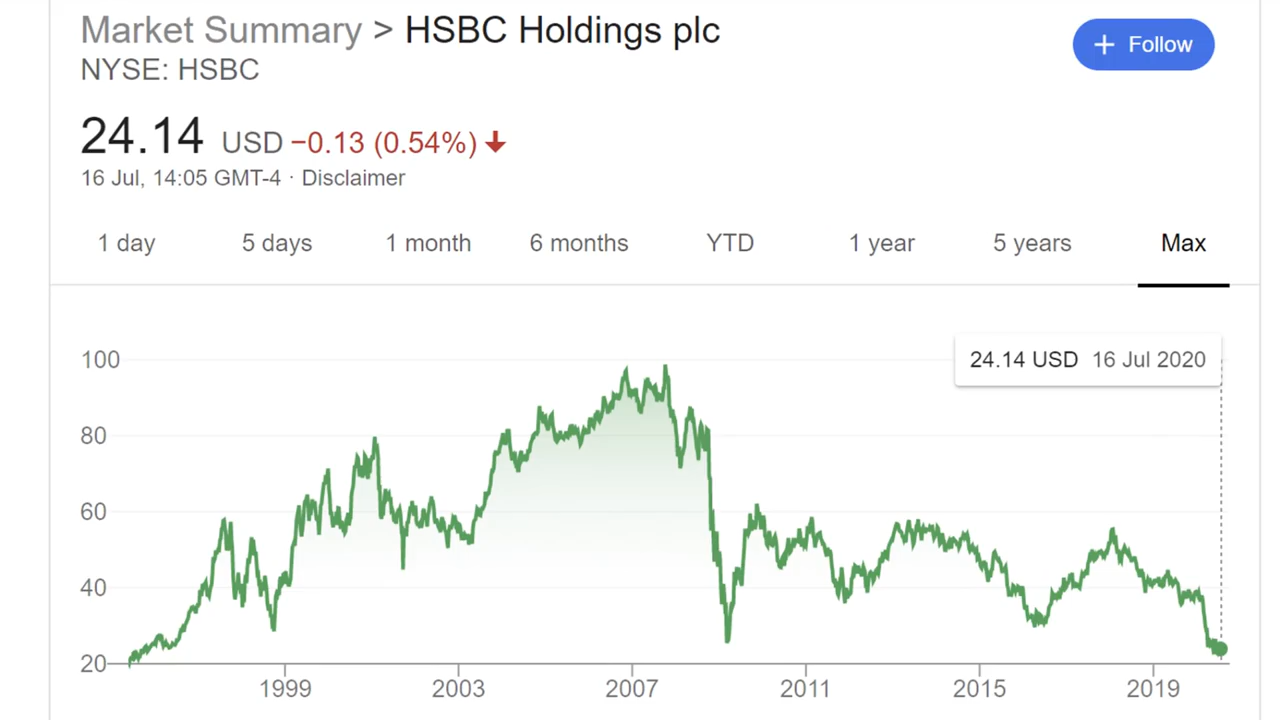 Market Summary > HSBC Holdings plc
+ Follow
NYSE: HSBC
24.14 USD −0.13 (0.54%)
16 Jul, 14:05 GMT-4 · Disclaimer
1 day 5 days 1 month 6 months YTD 1 year 5 years Max
24.14 USD 16 Jul 2020
100
80
60
40
20
1999 2003 2007 2011 2015 2019